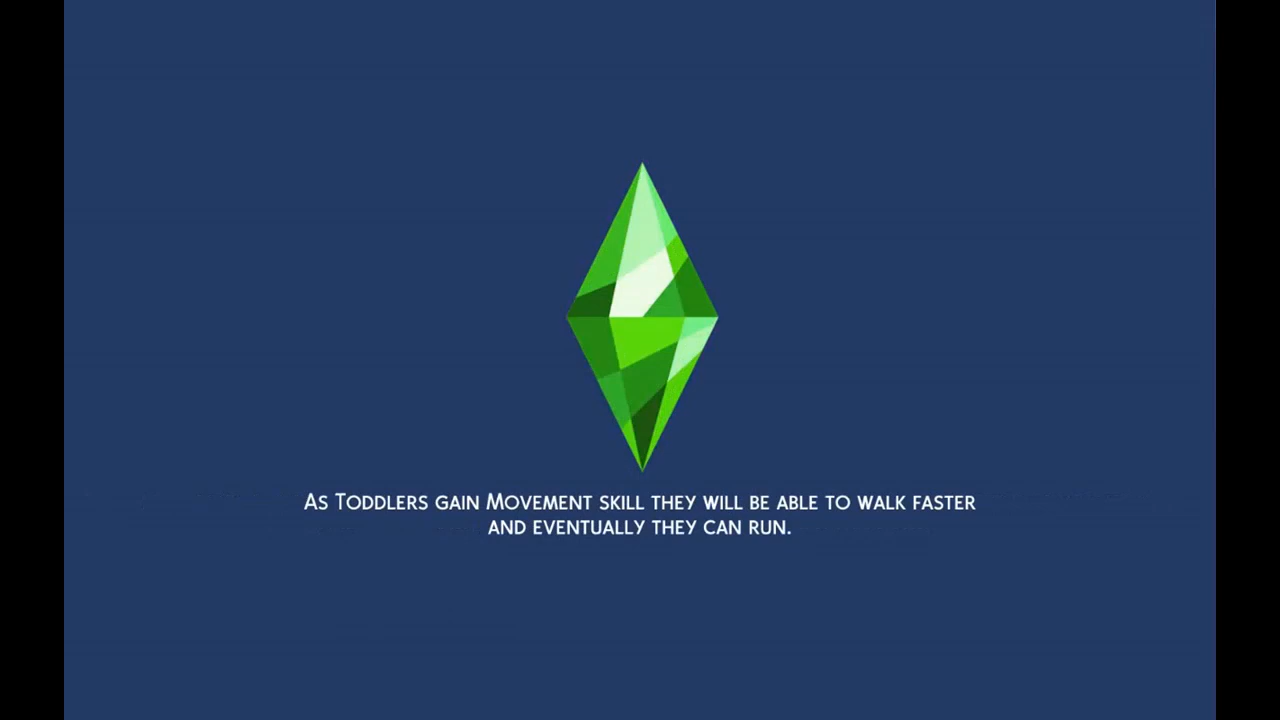 As Toddlers gain Movement skill they will be able to walk faster
and eventually they can run.